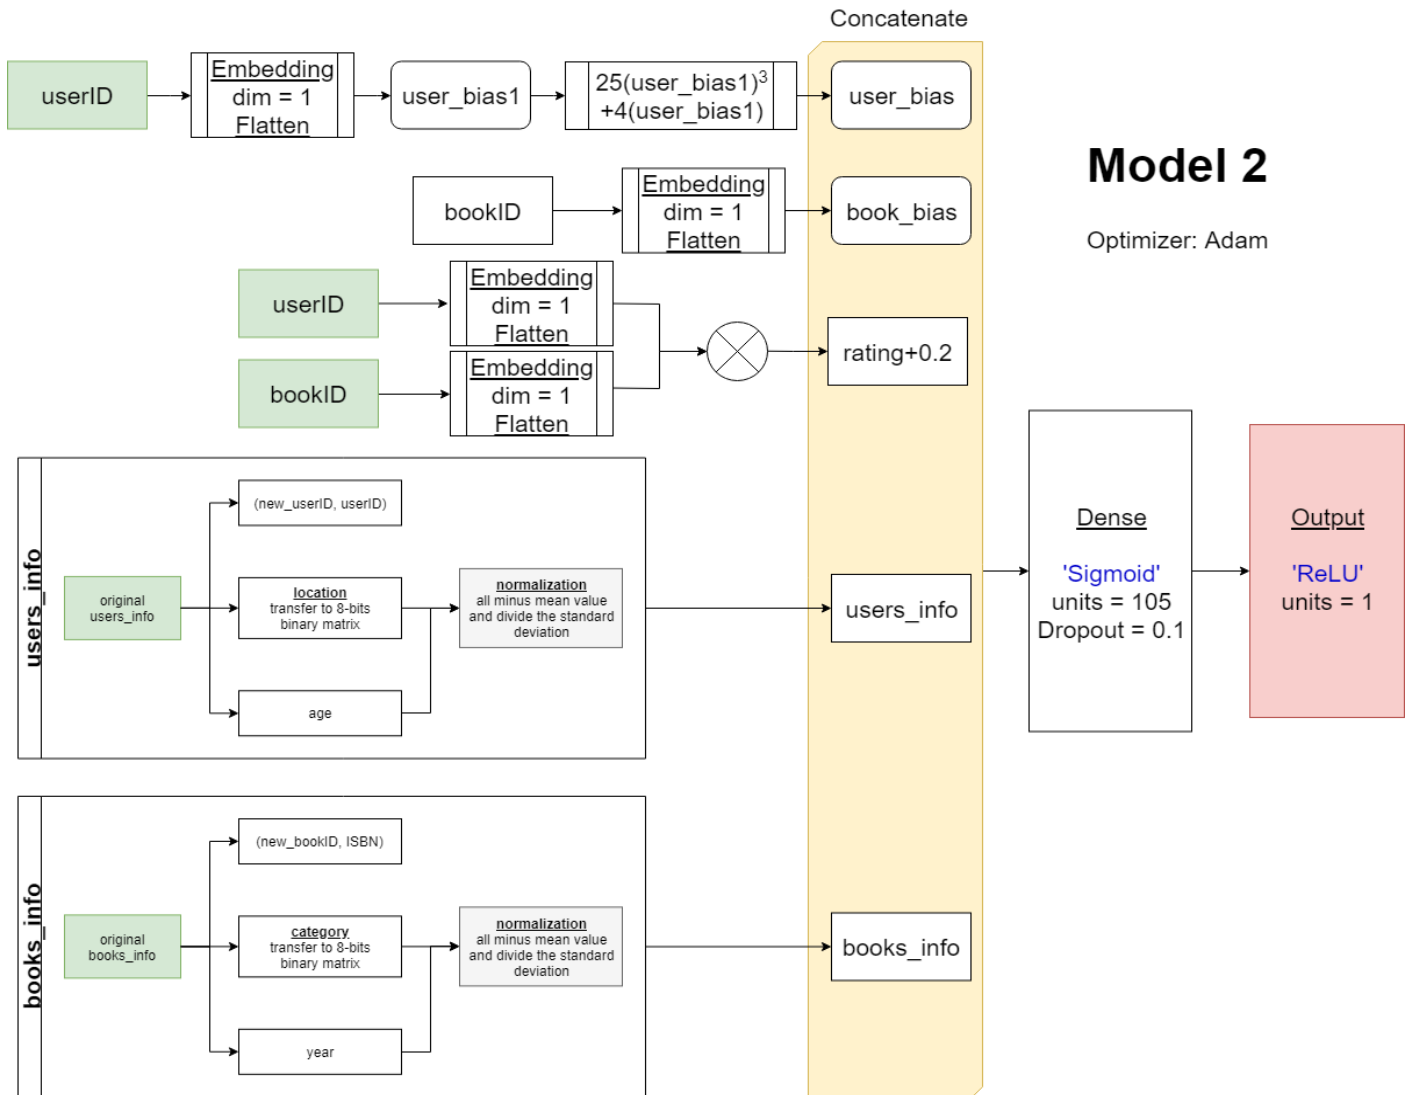 Concatenate
userID
Embedding
dim = 1
Flatten
user_bias1
25(user_bias1)³
+4(user_bias1)
user_bias
Model 2
Optimizer: Adam
bookID
Embedding
dim = 1
Flatten
book_bias
userID
Embedding
dim = 1
Flatten
bookID
Embedding
dim = 1
Flatten
rating+0.2
users_info
original
users_info
(new_userID, userID)
location
transfer to 8-bits
binary matrix
age
normalization
all minus mean value
and divide the standard
deviation
users_info
books_info
original
books_info
(new_bookID, ISBN)
category
transfer to 8-bits
binary matrix
year
normalization
all minus mean value
and divide the standard
deviation
books_info
Dense
'Sigmoid'
units = 105
Dropout = 0.1
Output
'ReLU'
units = 1